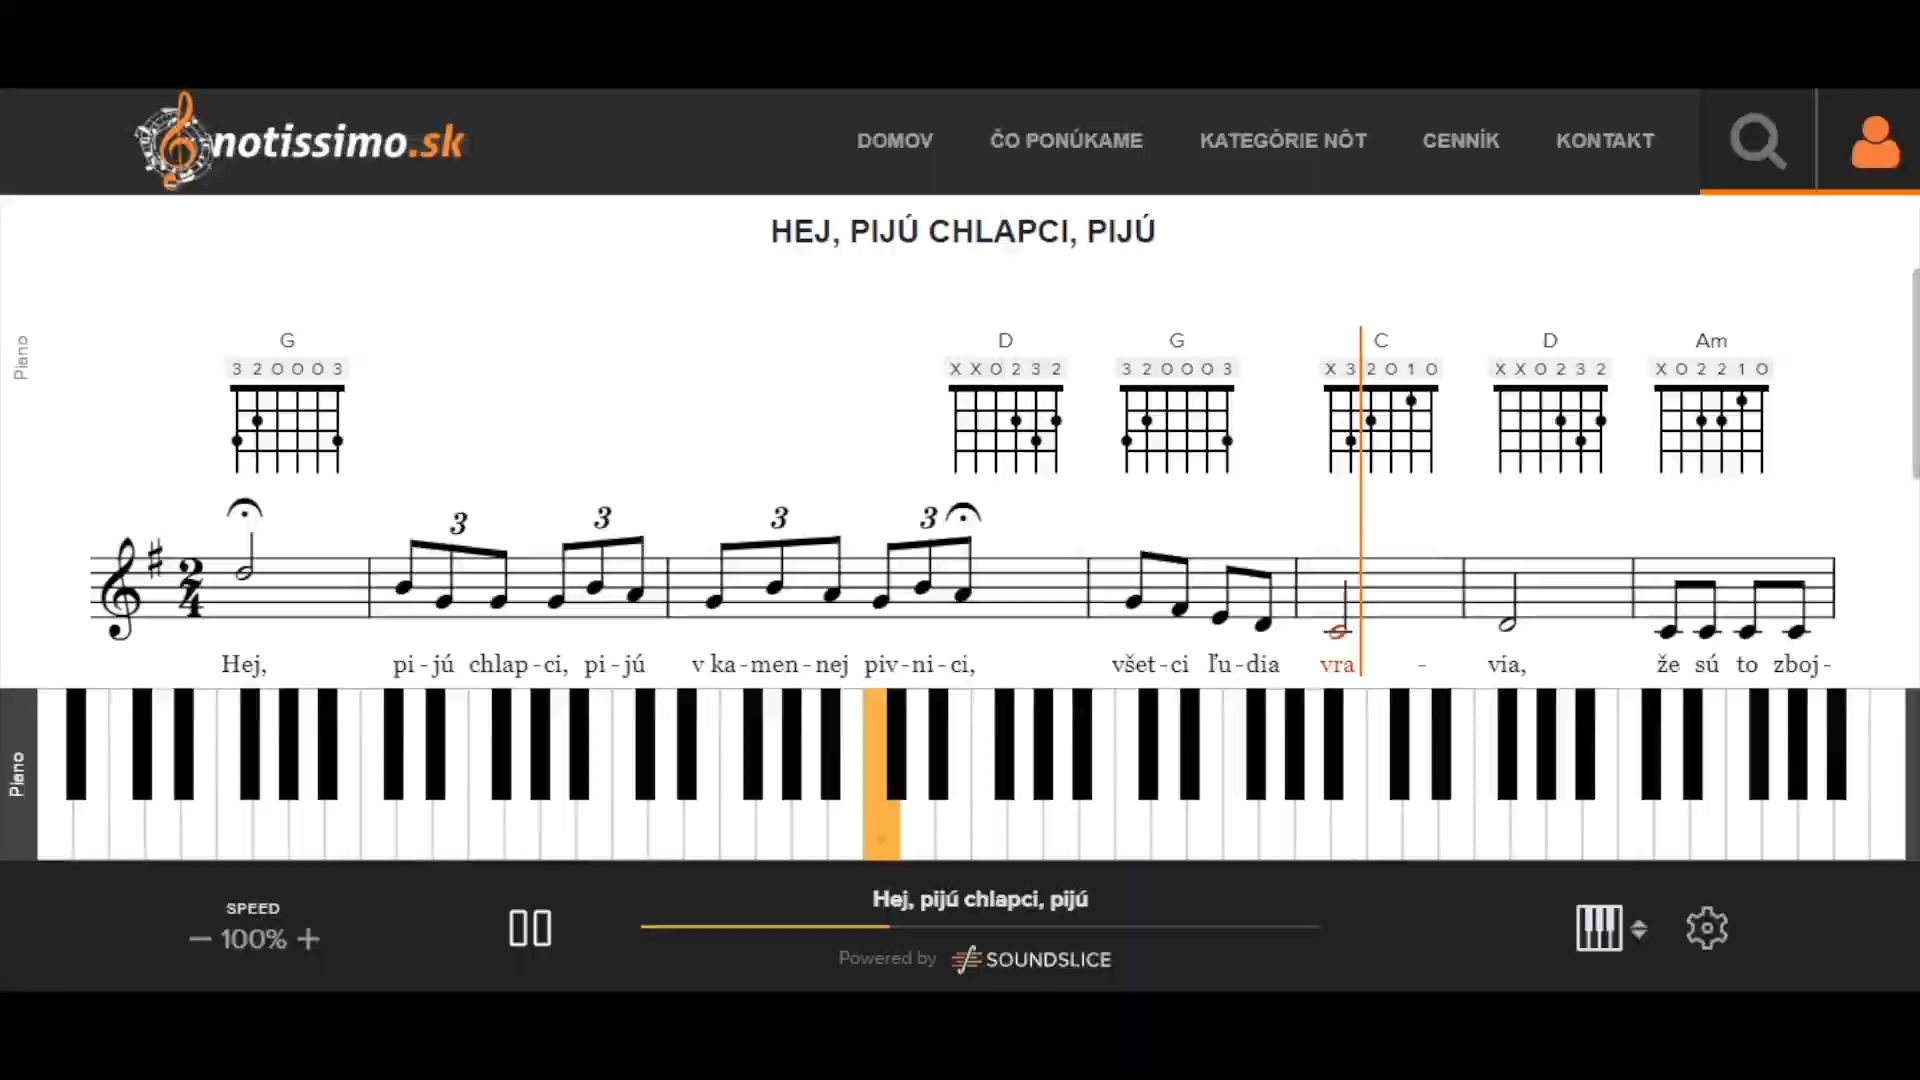 notissimo.sk
DOMOV ČO PONÚKAME KATEGÓRIE NÔT CENNÍK KONTAKT
HEJ, PIJÚ CHLAPCI, PIJÚ
Piano
G D G C D Am
3 2 0 0 0 3 X X 0 2 3 2 3 2 0 0 0 3 X 3 2 0 1 0 X X 0 2 3 2 X 0 2 2 1 0
3 3 3 3
2
4
Hej, pi-jú chlap-ci, pi-jú v ka-men-nej piv-ni-ci, všet-ci ľu-dia vra - via, že sú to zboj-
Piano
Hej, pijú chlapci, pijú
SPEED
– 100% +
Powered by SOUNDSLICE